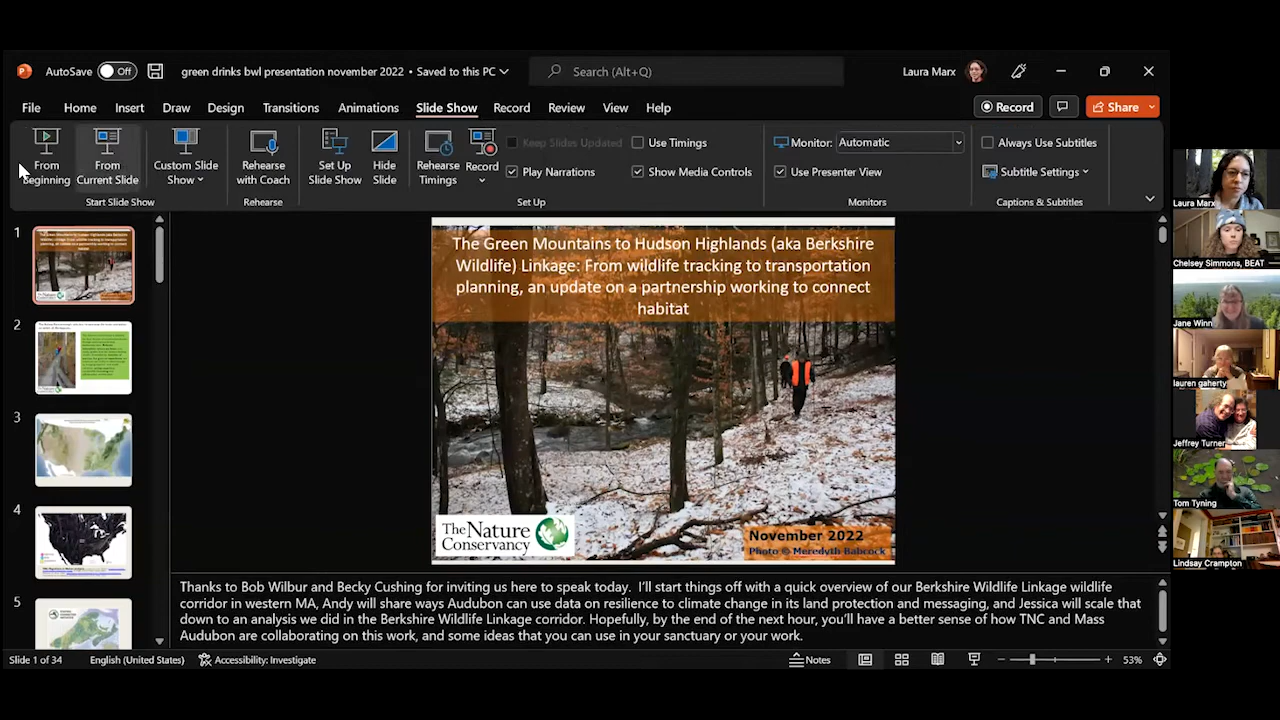 AutoSave Off green drinks bwl presentation november 2022 • Saved to this PC Search (Alt+Q) Laura Marx
File Home Insert Draw Design Transitions Animations Slide Show Record Review View Help Record Share
From Beginning
From Current Slide
Custom Slide Show
Rehearse with Coach
Set Up Slide Show
Hide Slide
Rehearse Timings
Record
Keep Slides Updated
Play Narrations
Use Timings
Show Media Controls
Monitor: Automatic
Use Presenter View
Always Use Subtitles
Subtitle Settings
Start Slide Show Rehearse Set Up Monitors Captions & Subtitles
1
2
3
4
5
The Green Mountains to Hudson Highlands (aka Berkshire
Wildlife) Linkage: From wildlife tracking to transportation
planning, an update on a partnership working to connect
habitat
The Nature
Conservancy
November 2022
Photo © Meredyth Babcock
Thanks to Bob Wilbur and Becky Cushing for inviting us here to speak today. I'll start things off with a quick overview of our Berkshire Wildlife Linkage wildlife
corridor in western MA, Andy will share ways Audubon can use data on resilience to climate change in its land protection and messaging, and Jessica will scale that
down to an analysis we did in the Berkshire Wildlife Linkage corridor. Hopefully, by the end of the next hour, you'll have a better sense of how TNC and Mass
Audubon are collaborating on this work, and some ideas that you can use in your sanctuary or your work.
Slide 1 of 34 English (United States) Accessibility: Investigate Notes 53%
Laura Marx
Chelsey Simmons, BEAT
Jane Winn
lauren gaherty
Jeffrey Turner
Tom Tyning
Lindsay Crampton